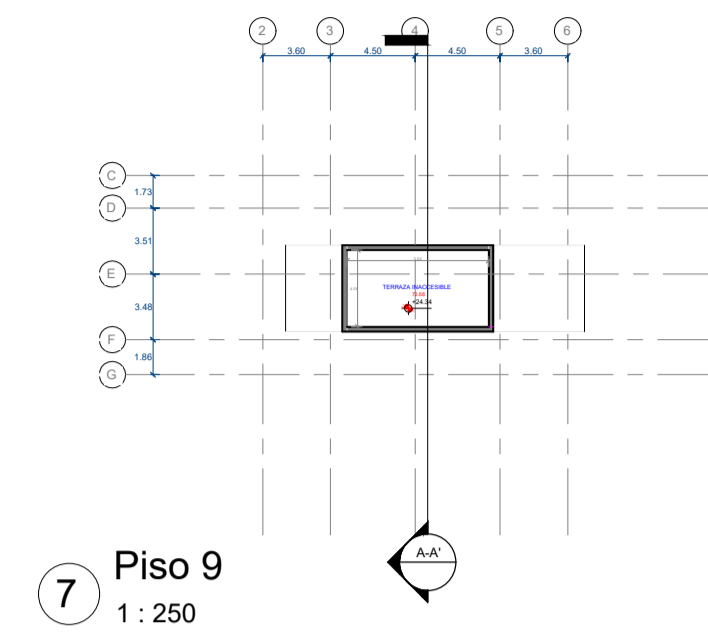 2 3 4 5 6
3.60 4.50 4.50 3.60
C
1.73
D
3.51
E
3.48
F
1.86
G
TERRAZA INACCESIBLE
+24.34
A-A'
7 Piso 9
1 : 250